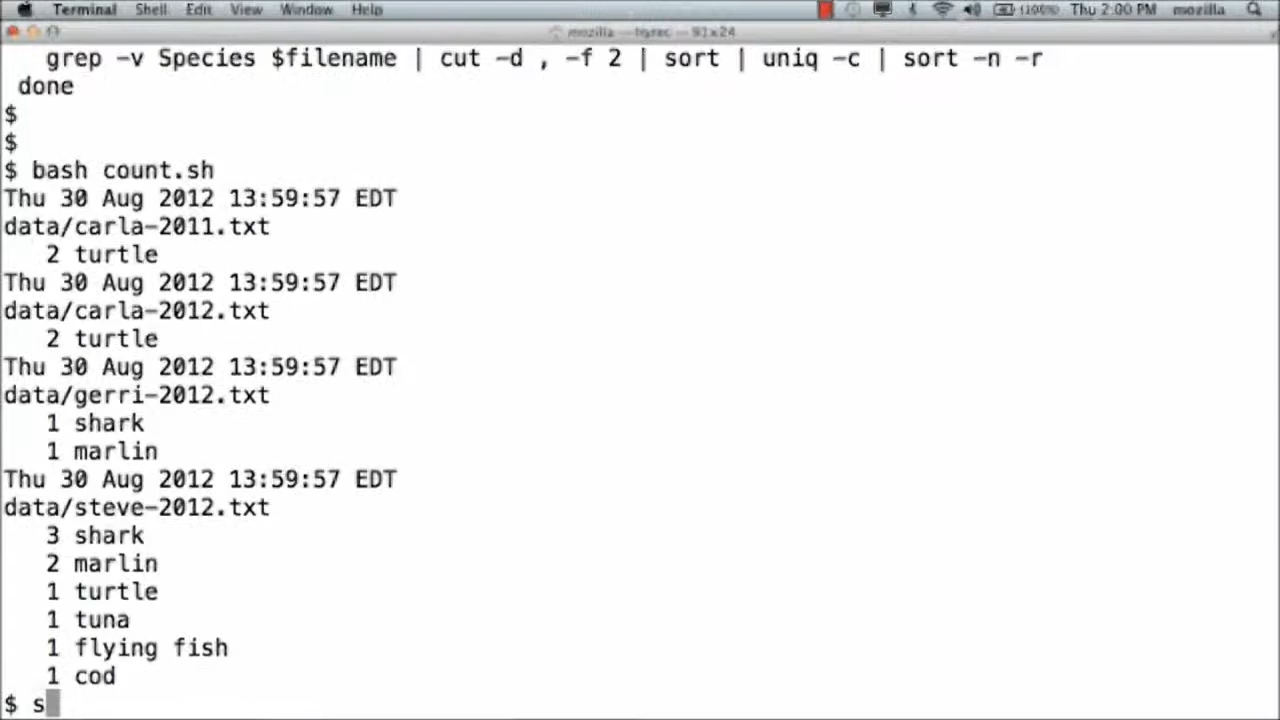 Terminal Shell Edit View Window Help (100%) Thu 2:00 PM mozilla
mozilla — — 91x24
grep -v Species $filename | cut -d , -f 2 | sort | uniq -c | sort -n -r
done
$
$
$ bash count.sh
Thu 30 Aug 2012 13:59:57 EDT
data/carla-2011.txt
2 turtle
Thu 30 Aug 2012 13:59:57 EDT
data/carla-2012.txt
2 turtle
Thu 30 Aug 2012 13:59:57 EDT
data/gerri-2012.txt
1 shark
1 marlin
Thu 30 Aug 2012 13:59:57 EDT
data/steve-2012.txt
3 shark
2 marlin
1 turtle
1 tuna
1 flying fish
1 cod
$ s